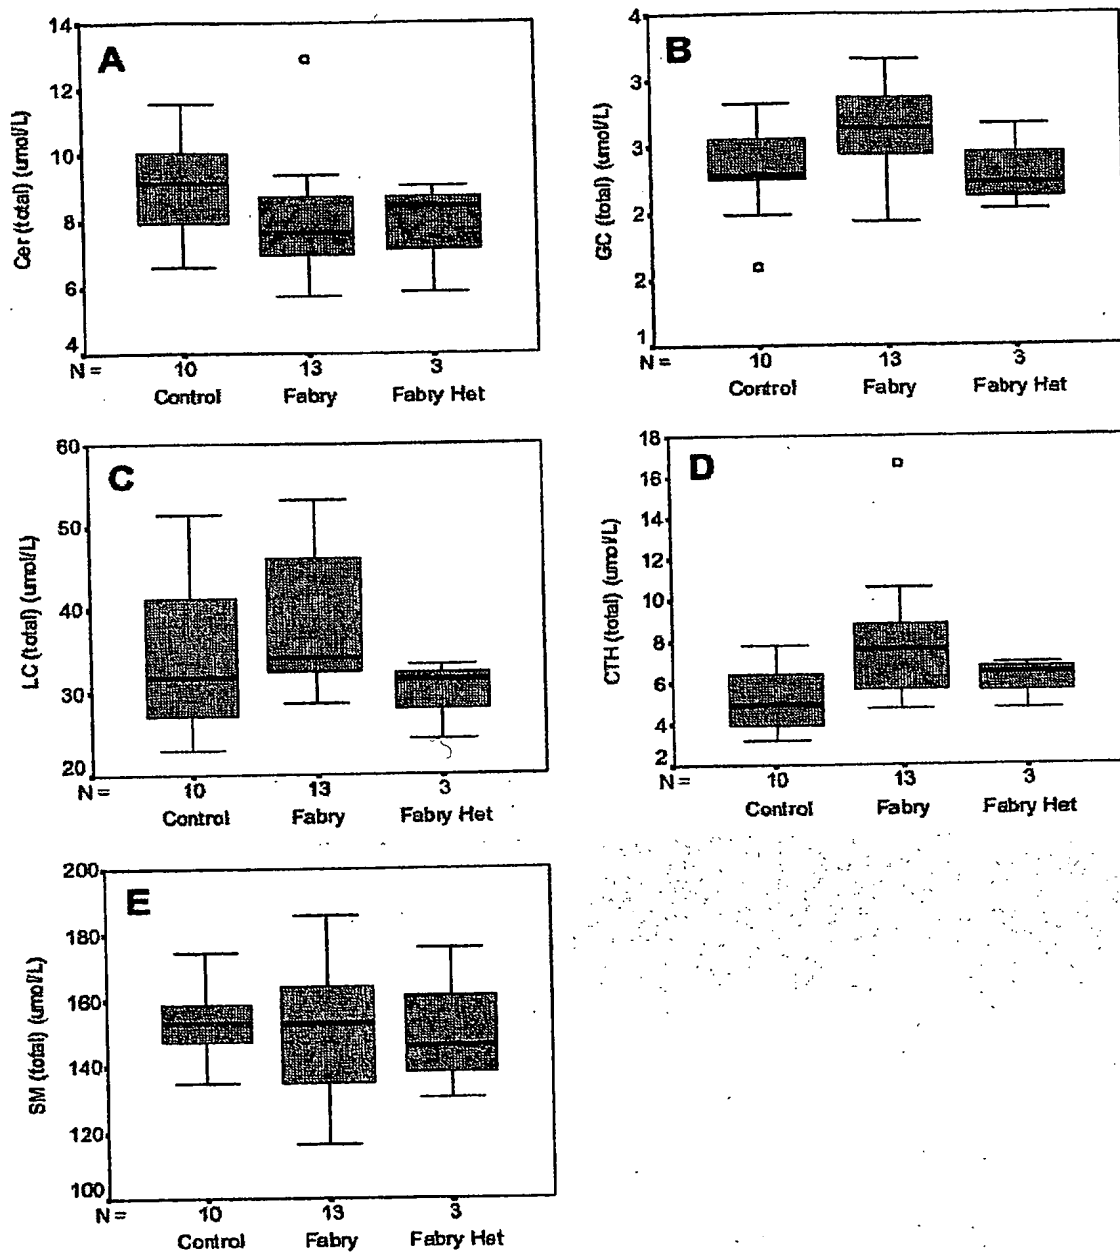 A
Cer (total) (umol/L)
14
12
10
8
6
4
N = 10 13 3
Control Fabry Fabry Het
B
GC (total) (umol/L)
4
3
3
2
2
1
N = 10 13 3
Control Fabry Fabry Het
C
LC (total) (umol/L)
60
50
40
30
20
N = 10 13 3
Control Fabry Fabry Het
D
CTH (total) (umol/L)
18
16
14
12
10
8
6
4
2
N = 10 13 3
Control Fabry Fabry Het
E
SM (total) (umol/L)
200
180
160
140
120
100
N = 10 13 3
Control Fabry Fabry Het